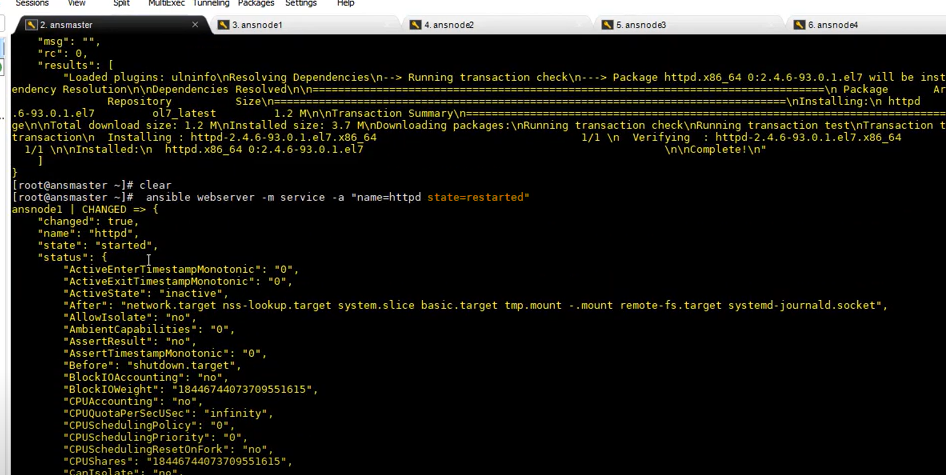 Sessions View Split MultiExec Tunneling Packages Settings Help
2. ansmaster 3. ansnode1 4. ansnode2 5. ansnode3 6. ansnode4
"msg": "",
"rc": 0,
"results": [
"Loaded plugins: ulninfo\nResolving Dependencies\n--> Running transaction check\n---> Package httpd.x86_64 0:2.4.6-93.0.1.el7 will be inst
endency Resolution\n\nDependencies Resolved\n\n================================================================================\n Package Ar
Repository Size\n================================================================================\nInstalling:\n httpd
.6-93.0.1.el7 ol7_latest 1.2 M\n\nTransaction Summary\n================================================================================
ge\n\nTotal download size: 1.2 M\nInstalled size: 3.7 M\nDownloading packages:\nRunning transaction check\nRunning transaction test\nTransaction t
transaction\n Installing : httpd-2.4.6-93.0.1.el7.x86_64 1/1 \n Verifying : httpd-2.4.6-93.0.1.el7.x86_64
1/1 \n\nInstalled:\n httpd.x86_64 0:2.4.6-93.0.1.el7 \n\nComplete!\n"
]
}
[root@ansmaster ~]# clear
[root@ansmaster ~]# ansible webserver -m service -a "name=httpd state=restarted"
ansnode1 | CHANGED => {
"changed": true,
"name": "httpd",
"state": "started",
"status": {
"ActiveEnterTimestampMonotonic": "0",
"ActiveExitTimestampMonotonic": "0",
"ActiveState": "inactive",
"After": "network.target nss-lookup.target system.slice basic.target tmp.mount -.mount remote-fs.target systemd-journald.socket",
"AllowIsolate": "no",
"AmbientCapabilities": "0",
"AssertResult": "no",
"AssertTimestampMonotonic": "0",
"Before": "shutdown.target",
"BlockIOAccounting": "no",
"BlockIOWeight": "18446744073709551615",
"CPUAccounting": "no",
"CPUQuotaPerSecUSec": "infinity",
"CPUSchedulingPolicy": "0",
"CPUSchedulingPriority": "0",
"CPUSchedulingResetOnFork": "no",
"CPUShares": "18446744073709551615",
"CanIsolate": "no",